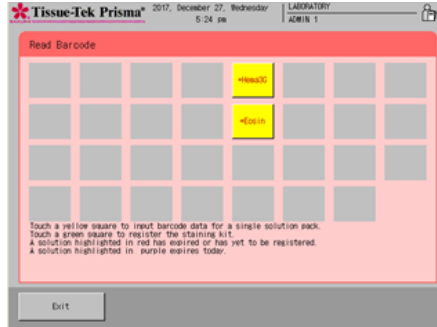 Tissue-Tek Prisma®
2017, December 27, Wednesday
5:24 pm
LABORATORY
ADMIN 1
Read Barcode
*Hema3G
*Eosin
Touch a yellow square to input barcode data for a single solution pack.
Touch a green square to register the staining kit.
A solution highlighted in red has expired or has yet to be registered.
A solution highlighted in purple expires today.
Exit